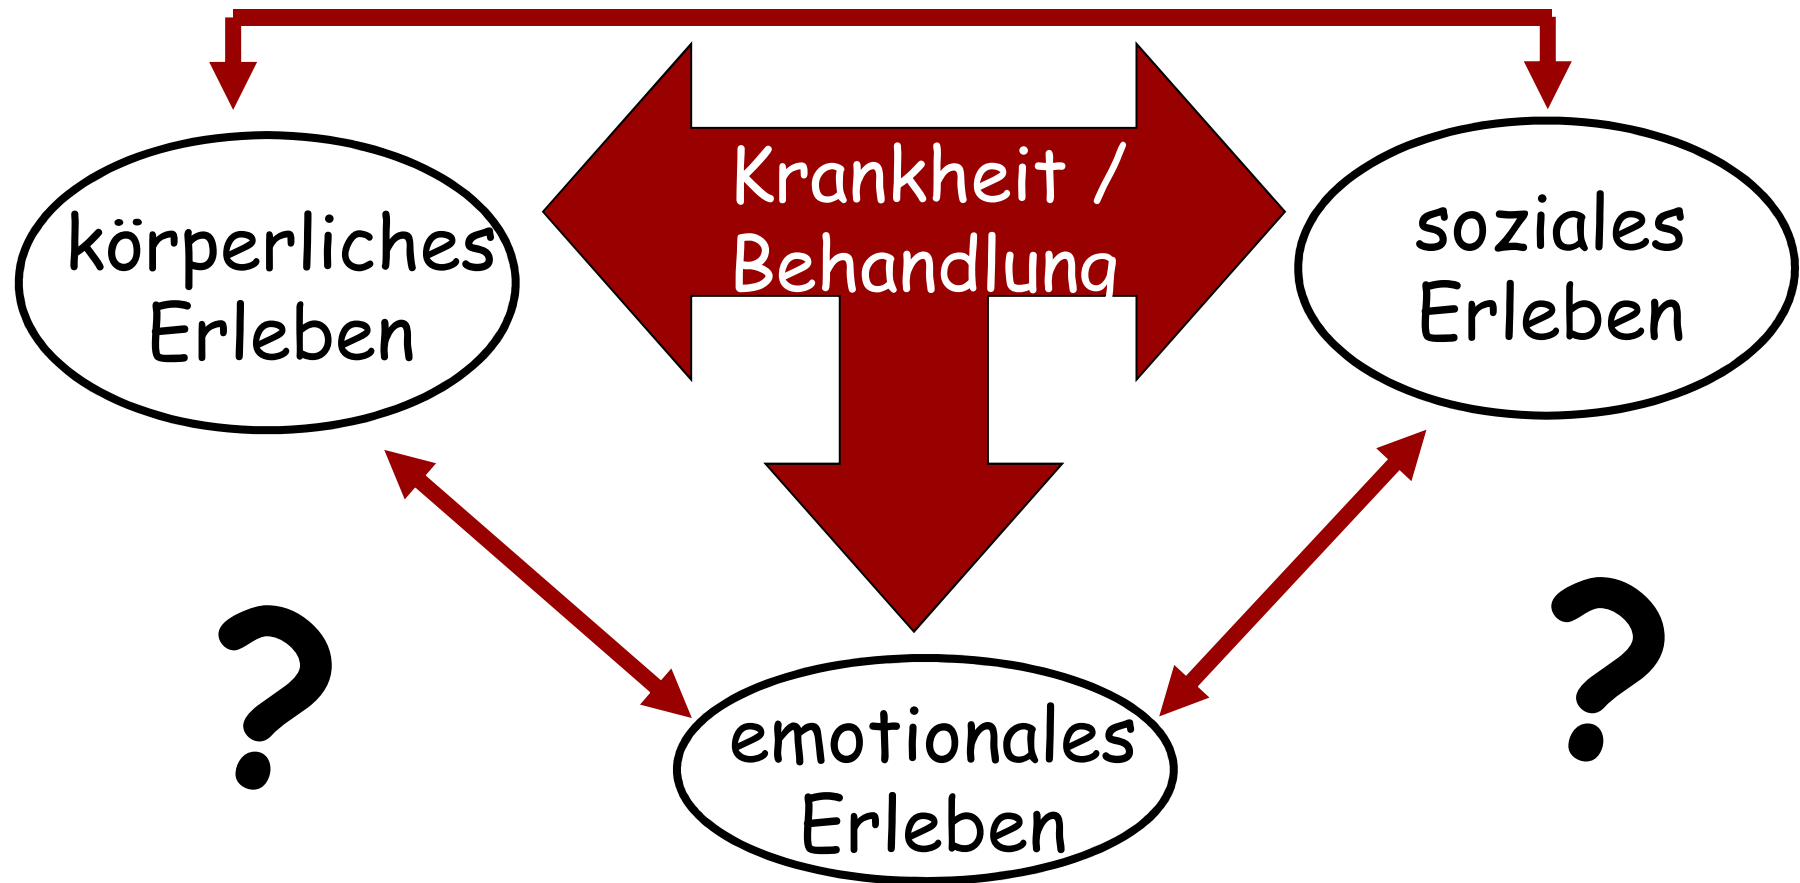 Krankheit /
Behandlung
körperliches
Erleben
soziales
Erleben
?
?
emotionales
Erleben